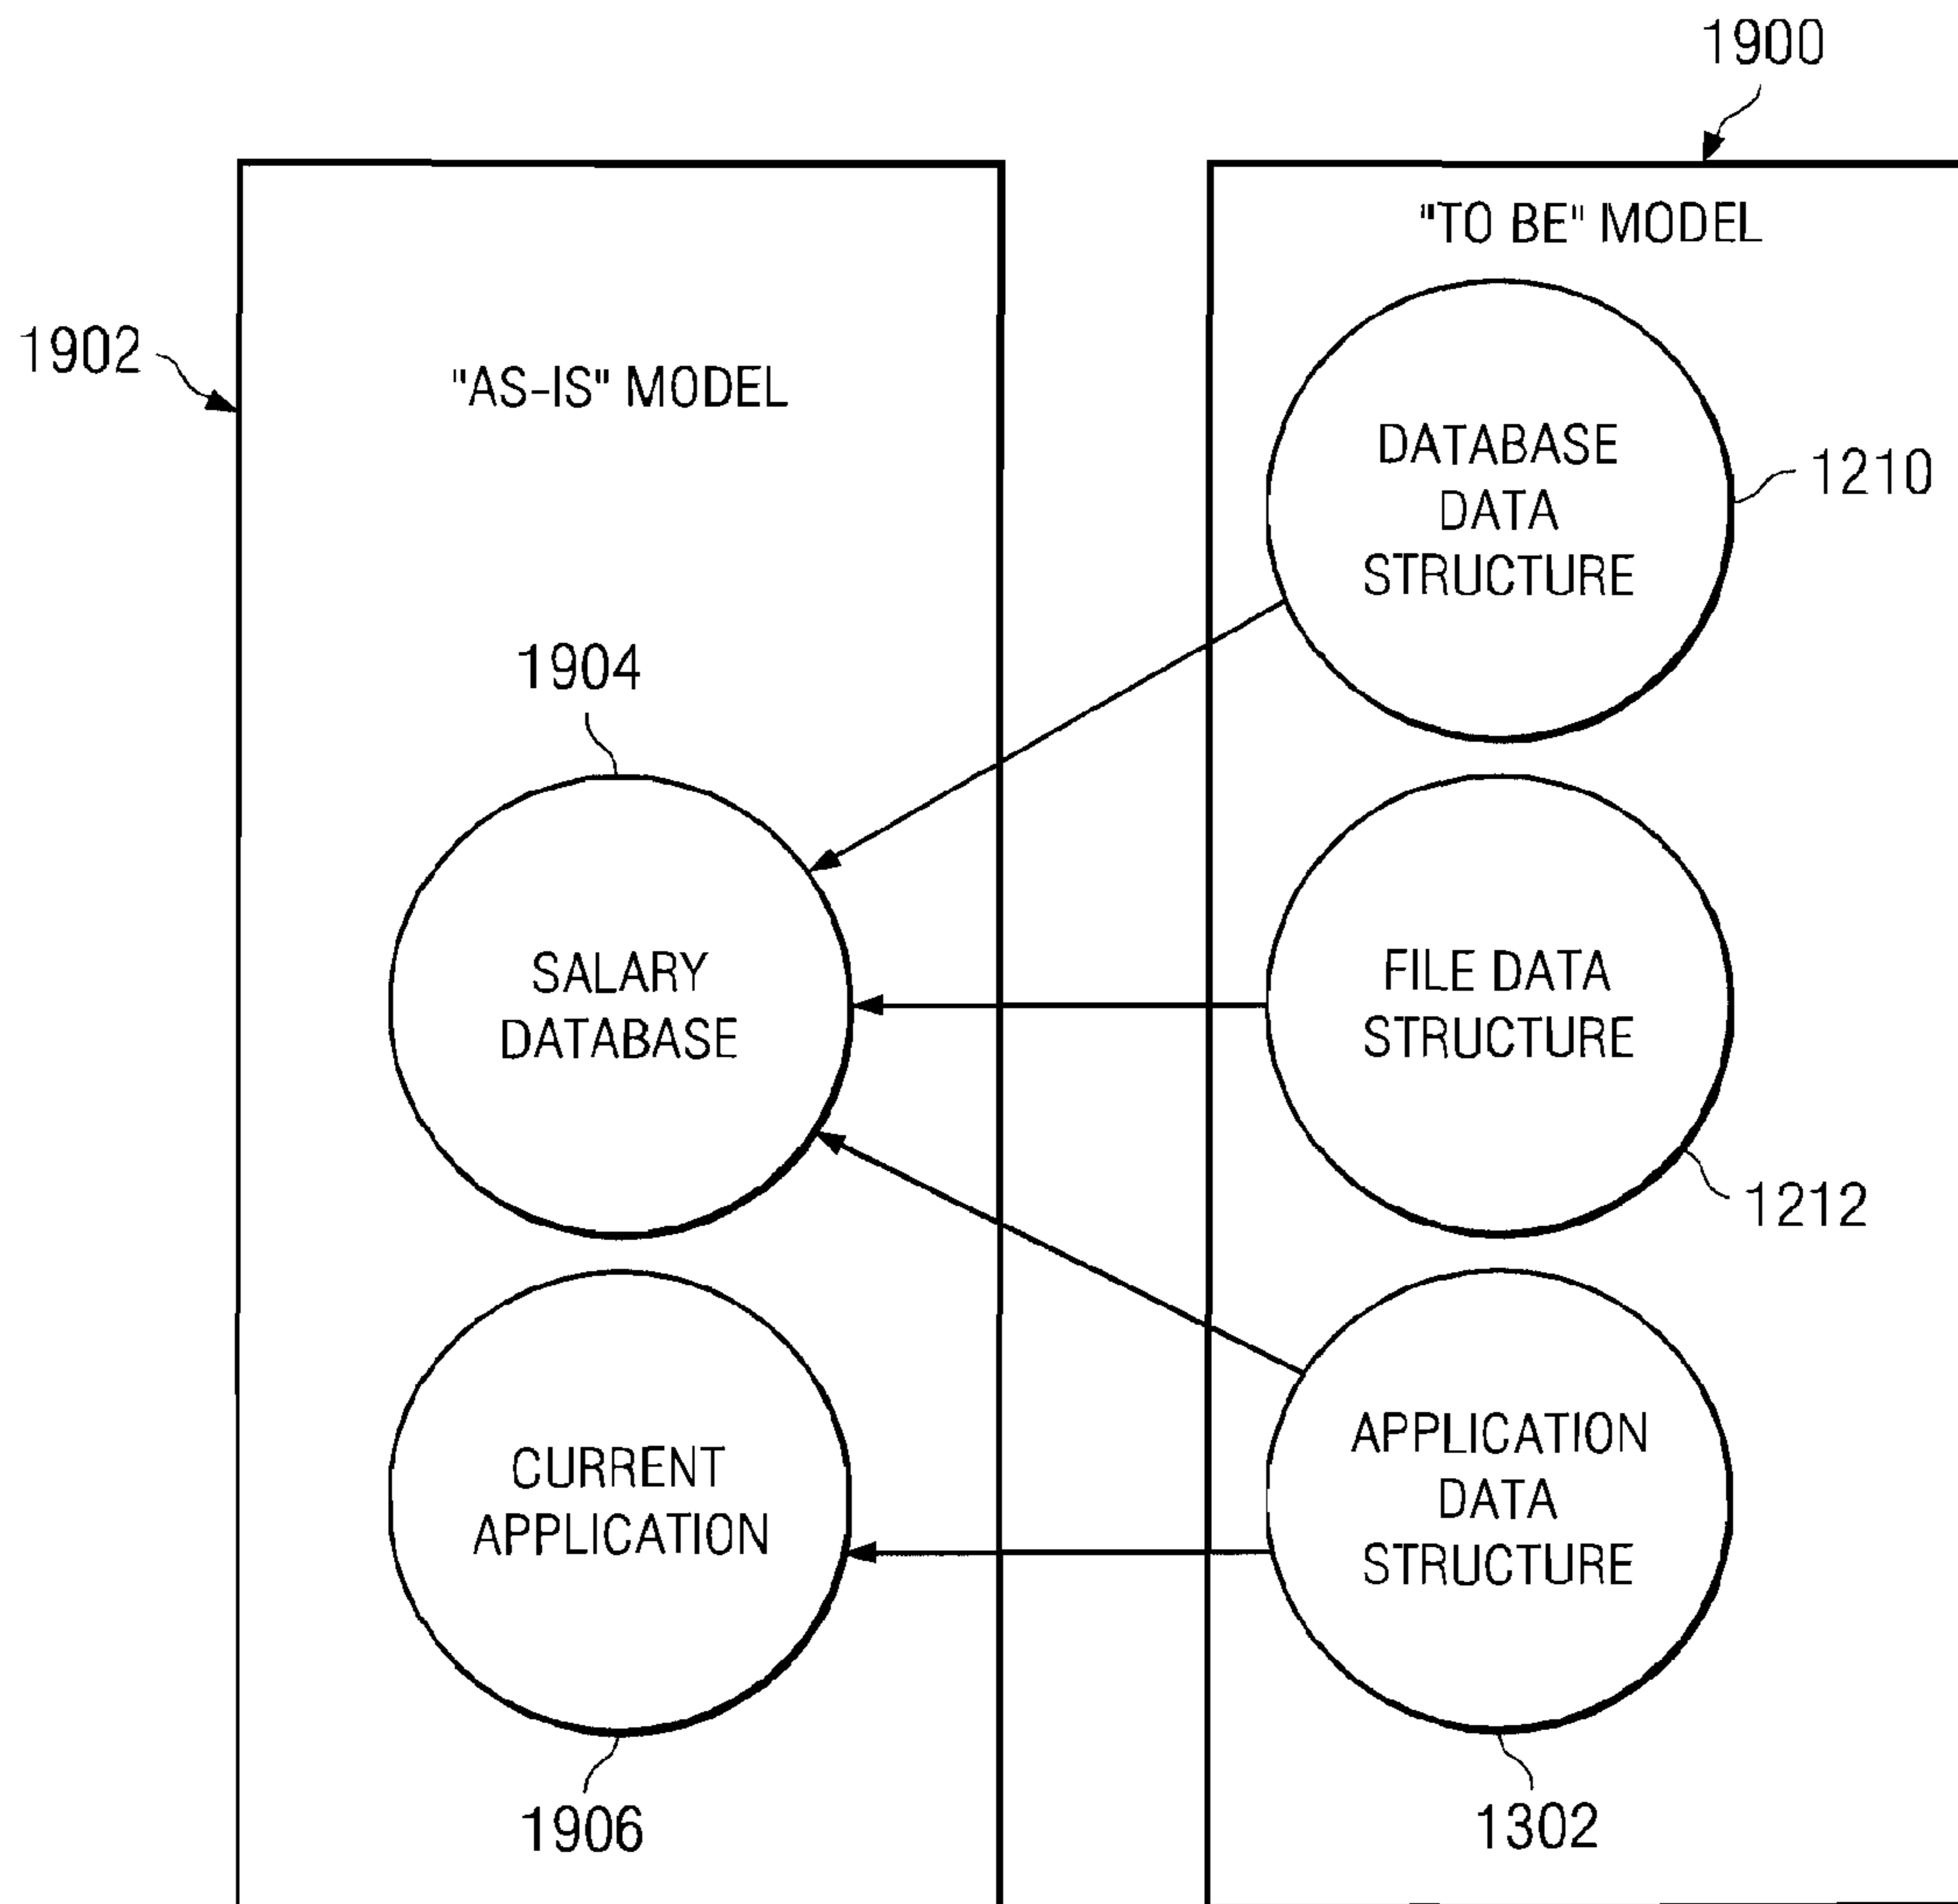 1900
"TO BE" MODEL
1902
"AS-IS" MODEL
DATABASE
DATA
STRUCTURE
1210
1904
SALARY
DATABASE
FILE DATA
STRUCTURE
1212
CURRENT
APPLICATION
APPLICATION
DATA
STRUCTURE
1906
1302